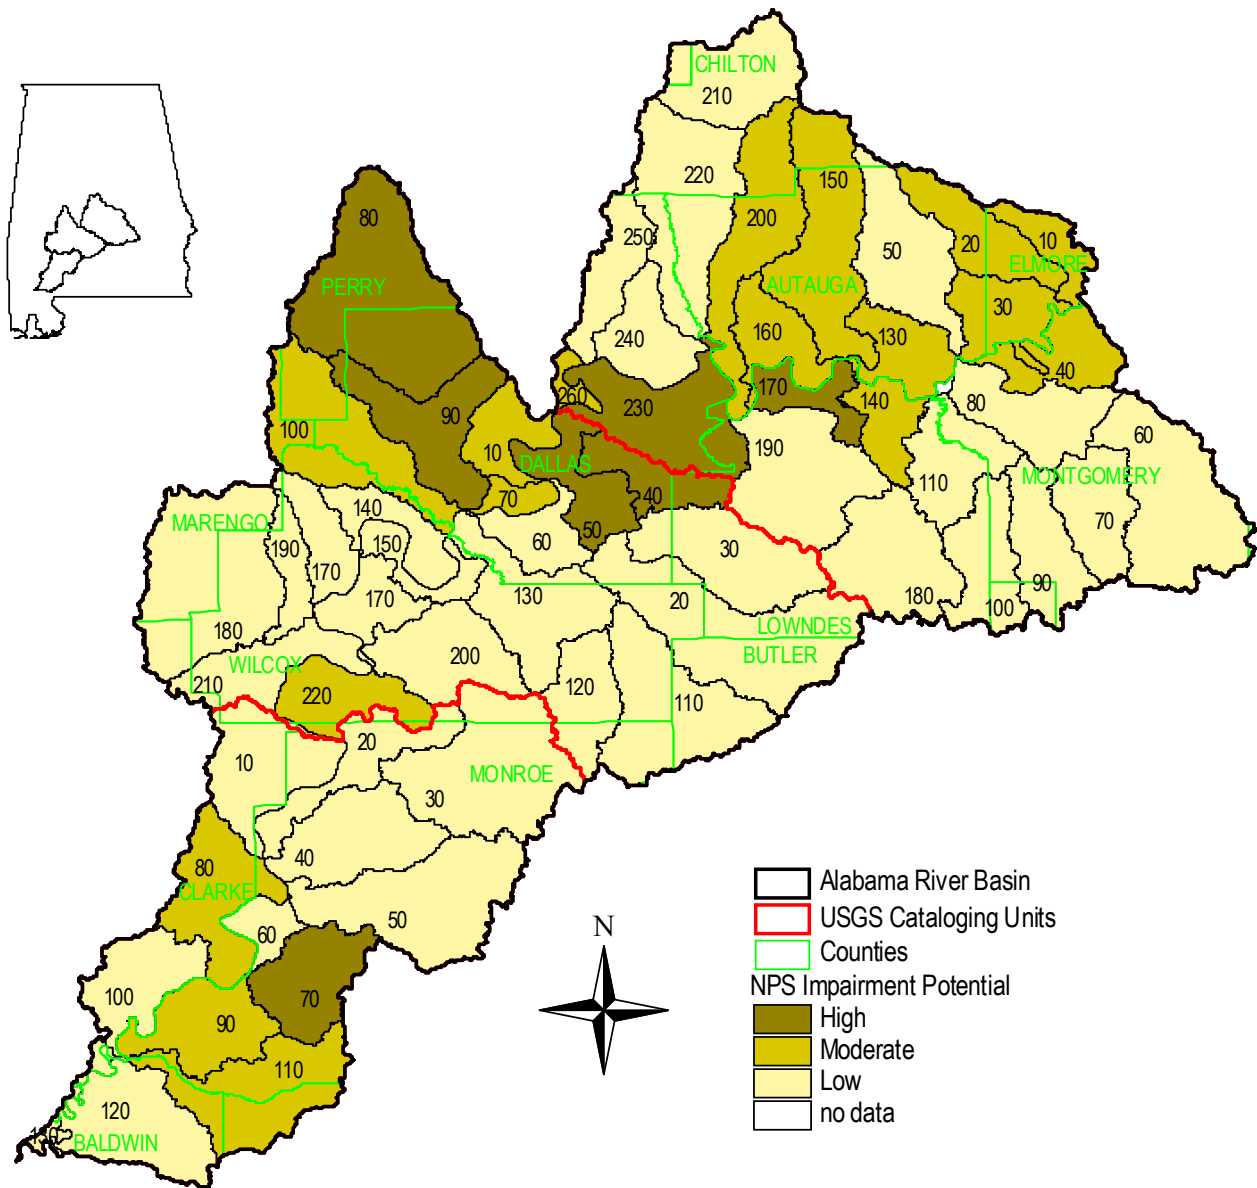 CHILTON
210
220
150
80
200
250
50
20
10
ELMORE
PERRY
AUTAUGA
30
240
160
130
40
170
140
260
230
80
90
100
10
190
60
DALLAS
110
MONTGOMERY
70
40
MARENGO
140
50
70
190
150
60
30
170
170
130
20
180
100
90
180
LOWNDES
WILCOX
200
BUTLER
210
220
120
110
20
10
MONROE
30
40
80
CLARKE
50
60
100
70
90
110
120
130
BALDWIN
N
Alabama River Basin
USGS Cataloging Units
Counties
NPS Impairment Potential
High
Moderate
Low
no data